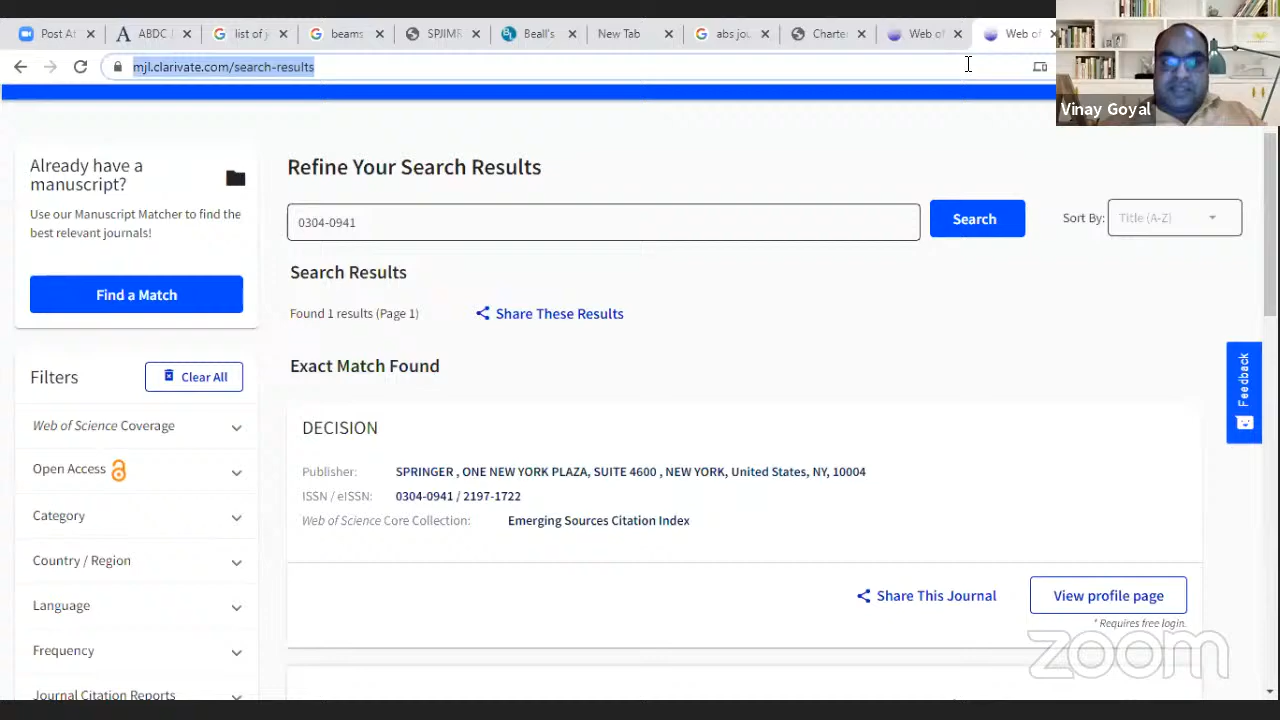 Post At
ABDC
list of j
beams
SPJIMR
Beall's
New Tab
abs jou
Charte
Web of
Web of
mjl.clarivate.com/search-results
Vinay Goyal
Already have a
manuscript?
Use our Manuscript Matcher to find the
best relevant journals!
Find a Match
Refine Your Search Results
0304-0941
Search
Sort By:
Title (A-Z)
Search Results
Found 1 results (Page 1)
Share These Results
Exact Match Found
Filters
Clear All
Web of Science Coverage
Open Access
Category
Country / Region
Language
Frequency
Journal Citation Reports
DECISION
Publisher: SPRINGER , ONE NEW YORK PLAZA, SUITE 4600 , NEW YORK, United States, NY, 10004
ISSN / eISSN: 0304-0941 / 2197-1722
Web of Science Core Collection: Emerging Sources Citation Index
Share This Journal
View profile page
* Requires free login.
Feedback
zoom